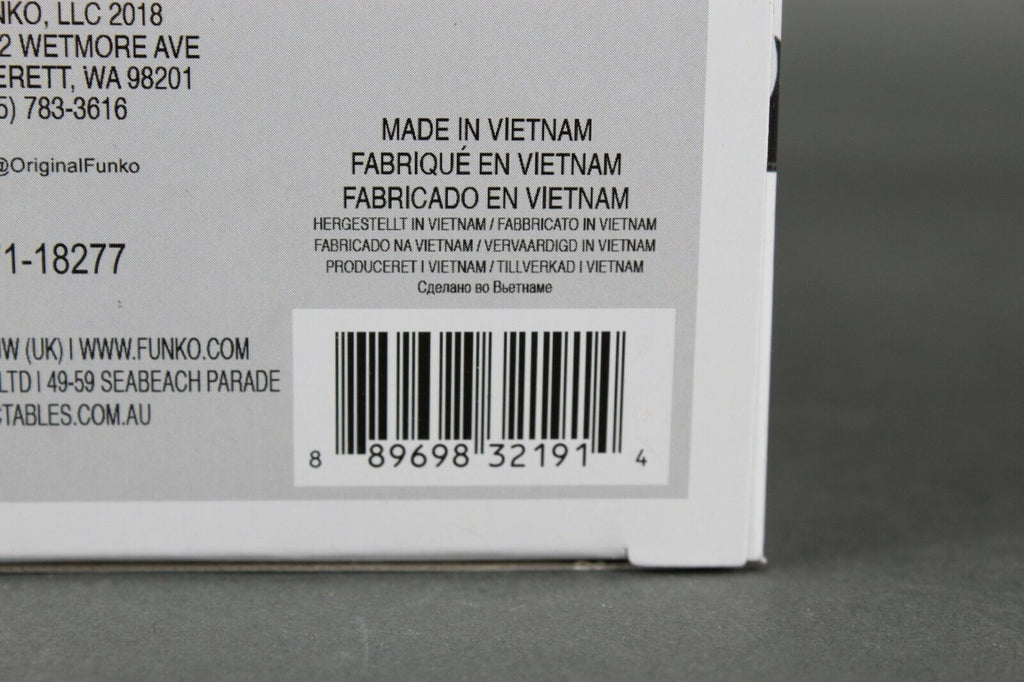 NKO, LLC 2018
2 WETMORE AVE
ERETT, WA 98201
5) 783-3616
@OriginalFunko
1-18277
W (UK) I WWW.FUNKO.COM
LTD I 49-59 SEABEACH PARADE
CTABLES.COM.AU
MADE IN VIETNAM
FABRIQUÉ EN VIETNAM
FABRICADO EN VIETNAM
HERGESTELLT IN VIETNAM / FABBRICATO IN VIETNAM
FABRICADO NA VIETNAM / VERVAARDIGD IN VIETNAM
PRODUCERET I VIETNAM / TILLVERKAD I VIETNAM
Сделано во Вьетнаме
8 89698 32191 4